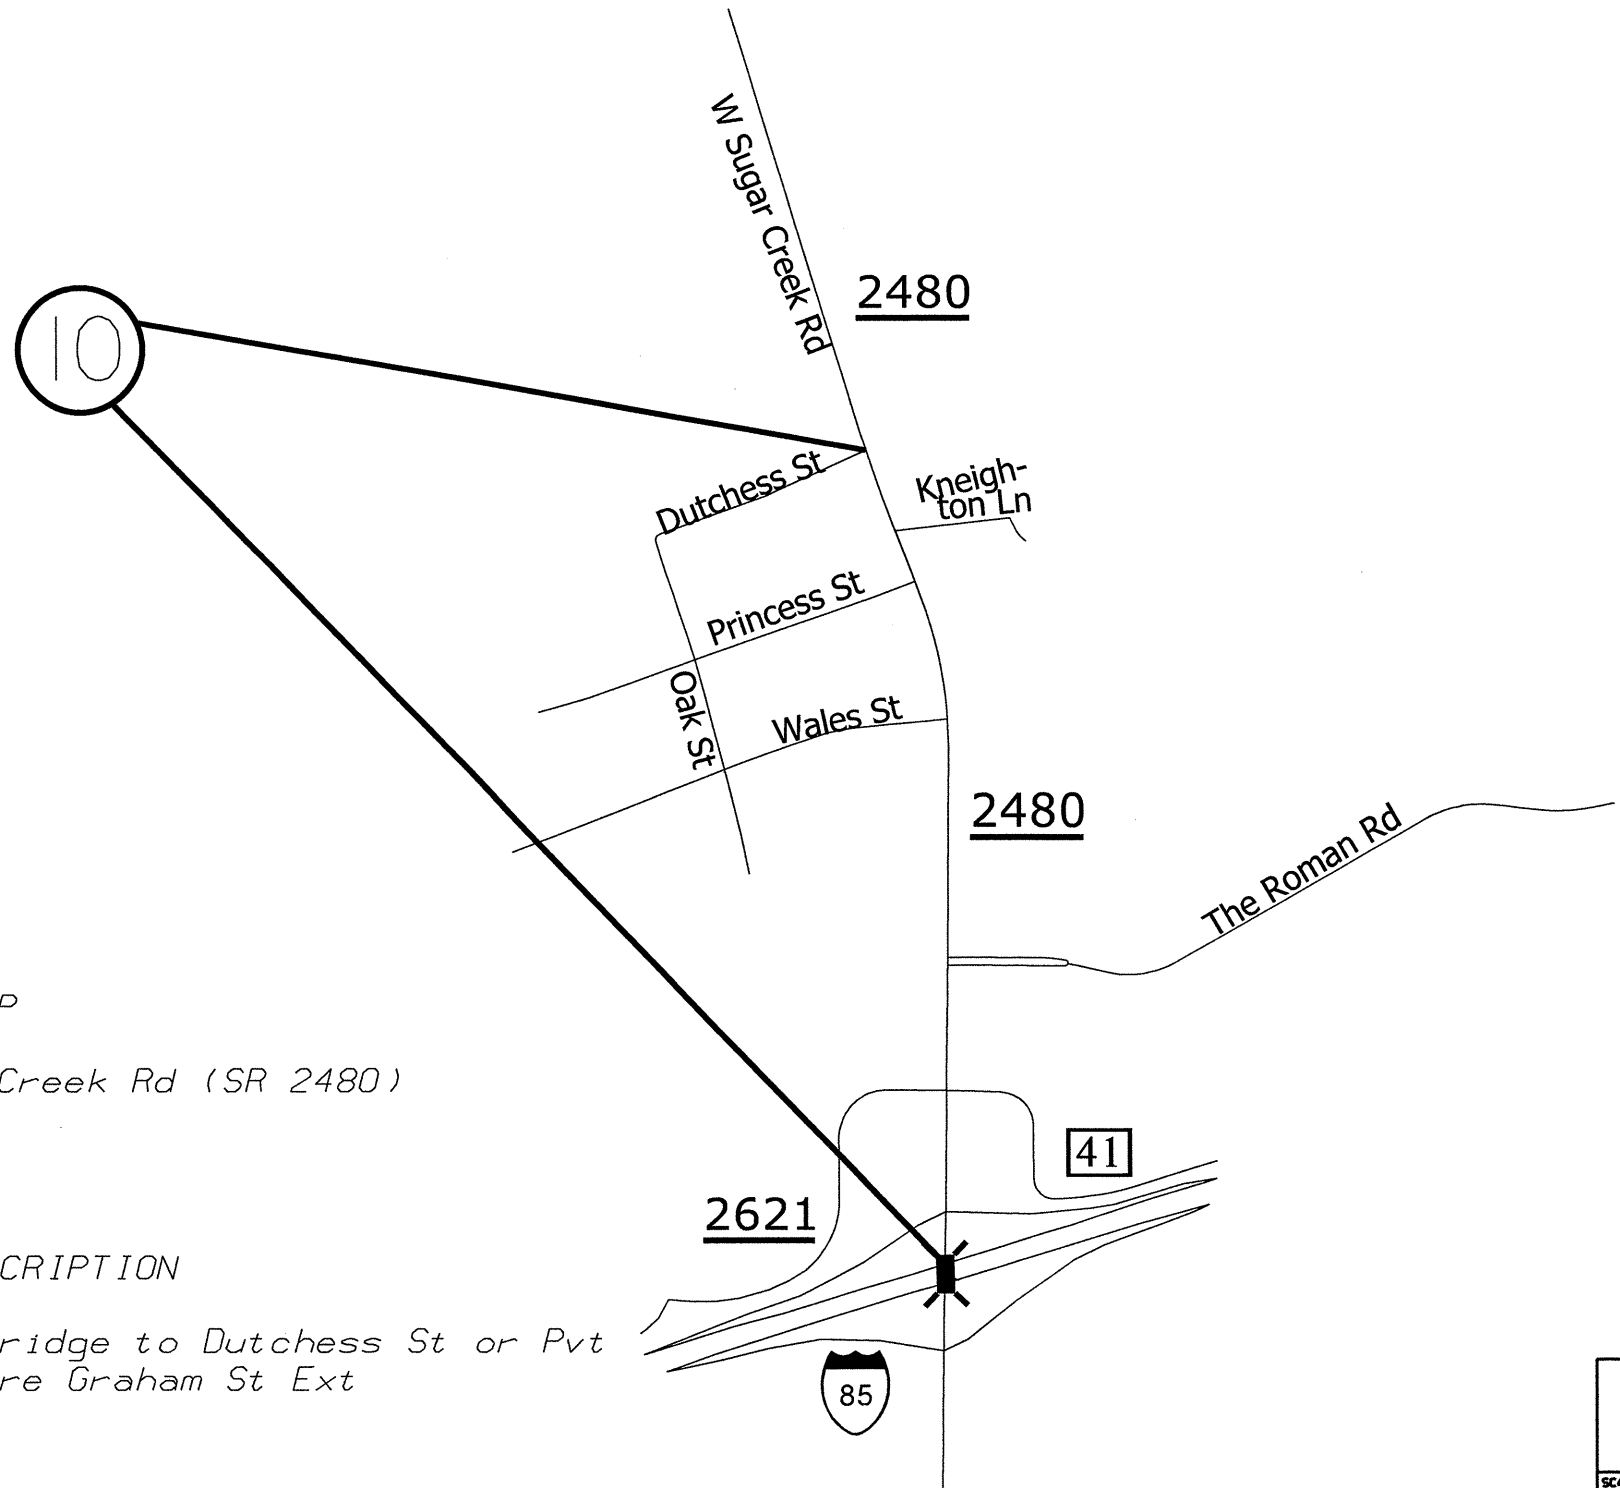 W Sugar Creek Rd
2480
10
Dutchess St
Kneigh-
ton Ln
Princess St
Oak St
Wales St
2480
The Roman Rd
P
Creek Rd (SR 2480)
41
2621
CRIPTION
ridge to Dutchess St or Pvt
re Graham St Ext
85